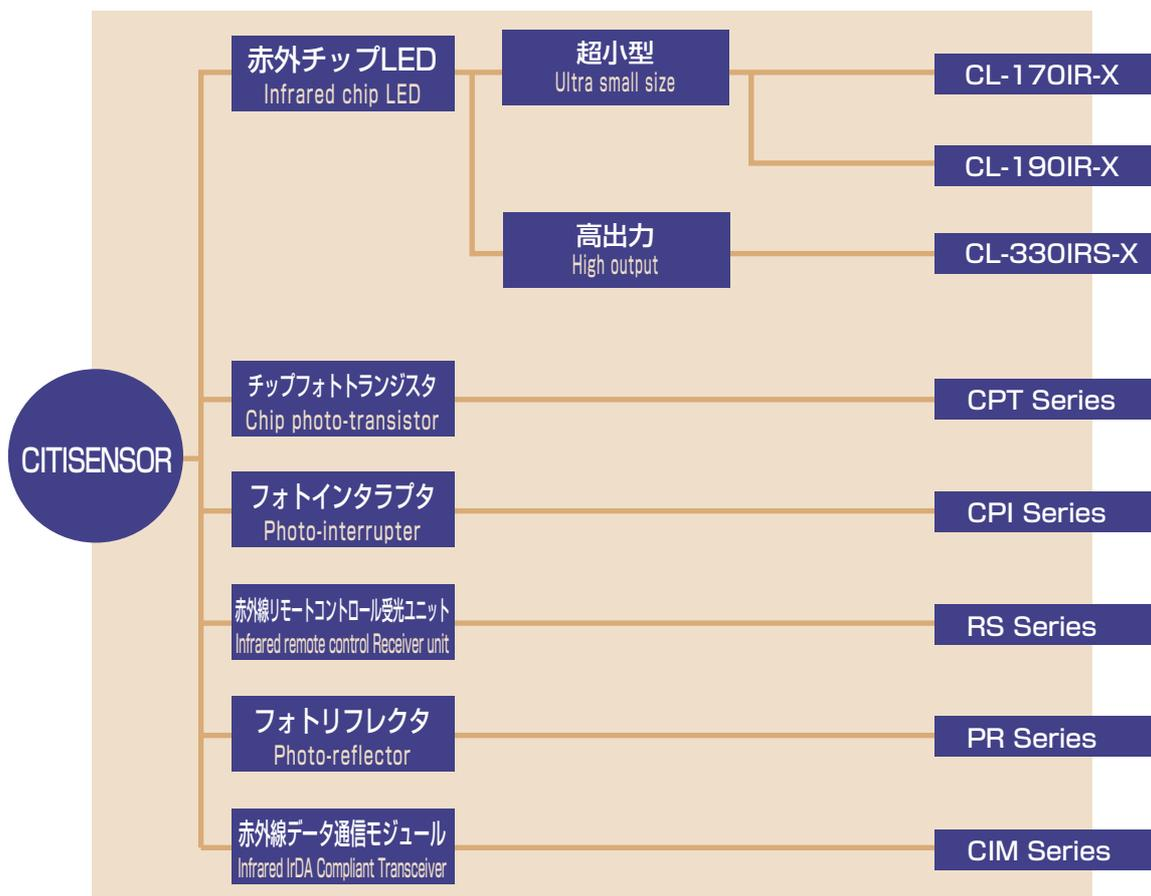 赤外チップLED
Infrared chip LED
超小型
Ultra small size
CL-170IR-X
CL-190IR-X
高出力
High output
CL-330IRS-X
チップフォトトランジスタ
Chip photo-transistor
CPT Series
CITISENSOR
フォトインタラプタ
Photo-interrupter
CPI Series
赤外線リモートコントロール受光ユニット
Infrared remote control Receiver unit
RS Series
フォトリフレクタ
Photo-reflector
PR Series
赤外線データ通信モジュール
Infrared IrDA Compliant Transceiver
CIM Series